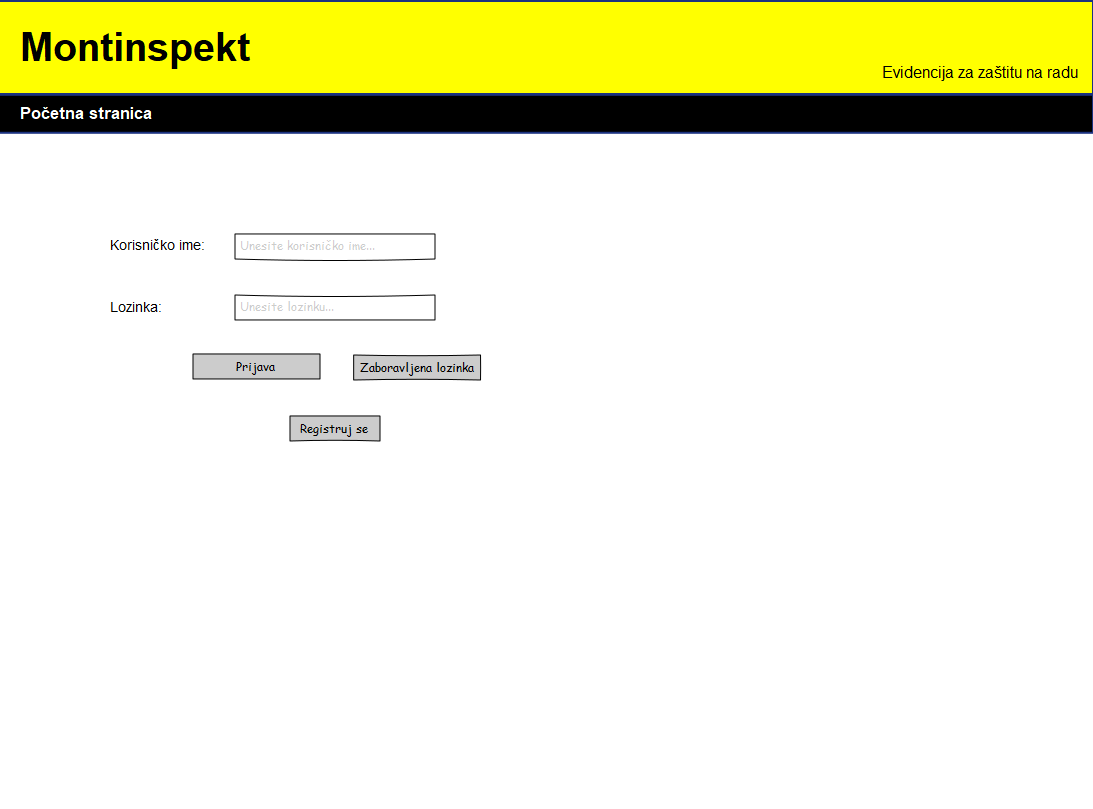 Montinspekt
Evidencija za zaštitu na radu
Početna stranica
Korisničko ime:
Unesite korisničko ime...
Lozinka:
Unesite lozinku...
Prijava
Zaboravljena lozinka
Registruj se